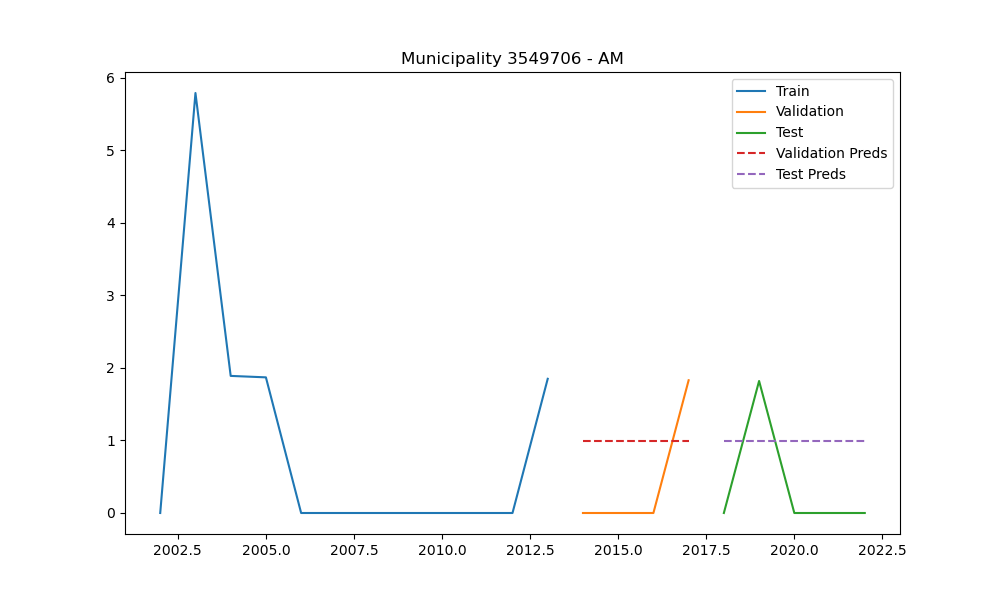 Municipality 3549706 - AM
6
5
4
3
2
1
0
2002.5 2005.0 2007.5 2010.0 2012.5 2015.0 2017.5 2020.0 2022.5
Train
Validation
Test
Validation Preds
Test Preds